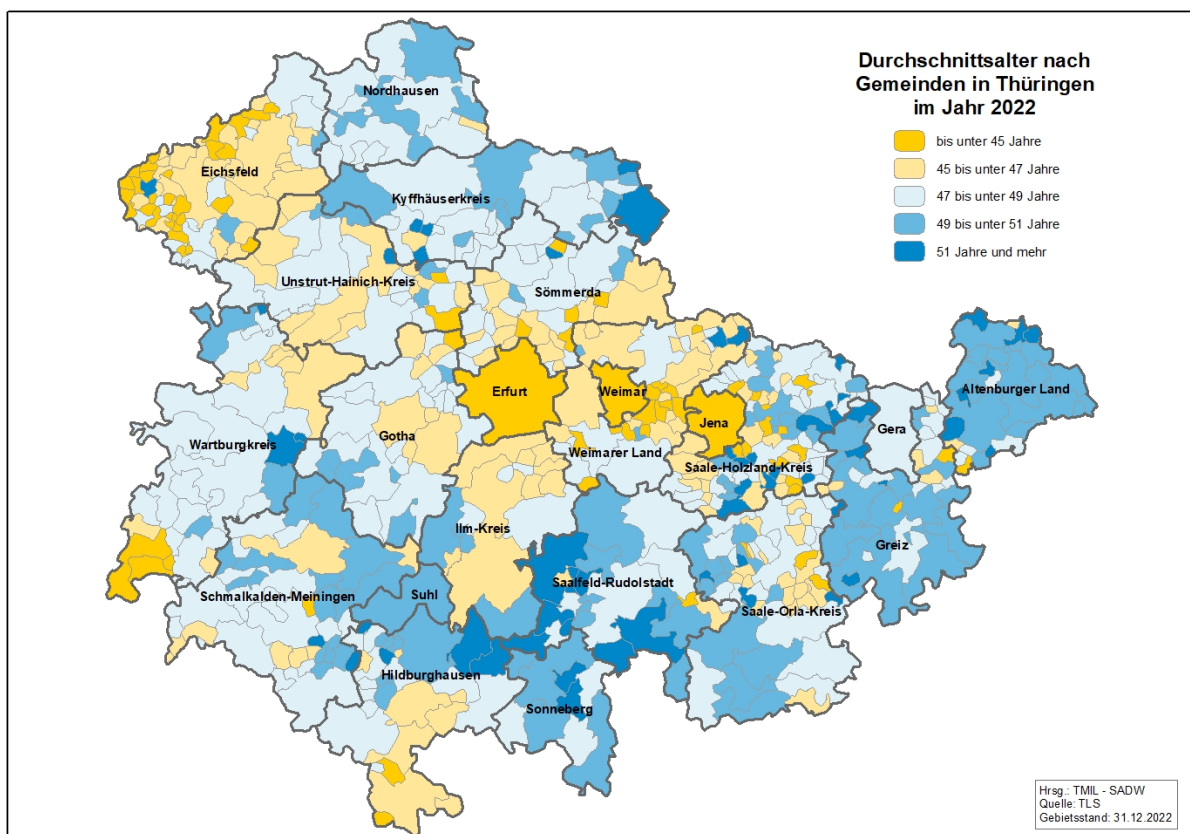 Durchschnittsalter nach
Gemeinden in Thüringen
im Jahr 2022
bis unter 45 Jahre
45 bis unter 47 Jahre
47 bis unter 49 Jahre
49 bis unter 51 Jahre
51 Jahre und mehr
Nordhausen
Eichsfeld
Kyffhäuserkreis
Unstrut-Hainich-Kreis
Sömmerda
Erfurt
Weimar
Altenburger Land
Jena
Gera
Gotha
Wartburgkreis
Weimarer Land
Saale-Holzland-Kreis
Ilm-Kreis
Greiz
Saalfeld-Rudolstadt
Suhl
Schmalkalden-Meiningen
Saale-Orla-Kreis
Hildburghausen
Sonneberg
Hrsg.: TMIL - SADW
Quelle: TLS
Gebietsstand: 31.12.2022